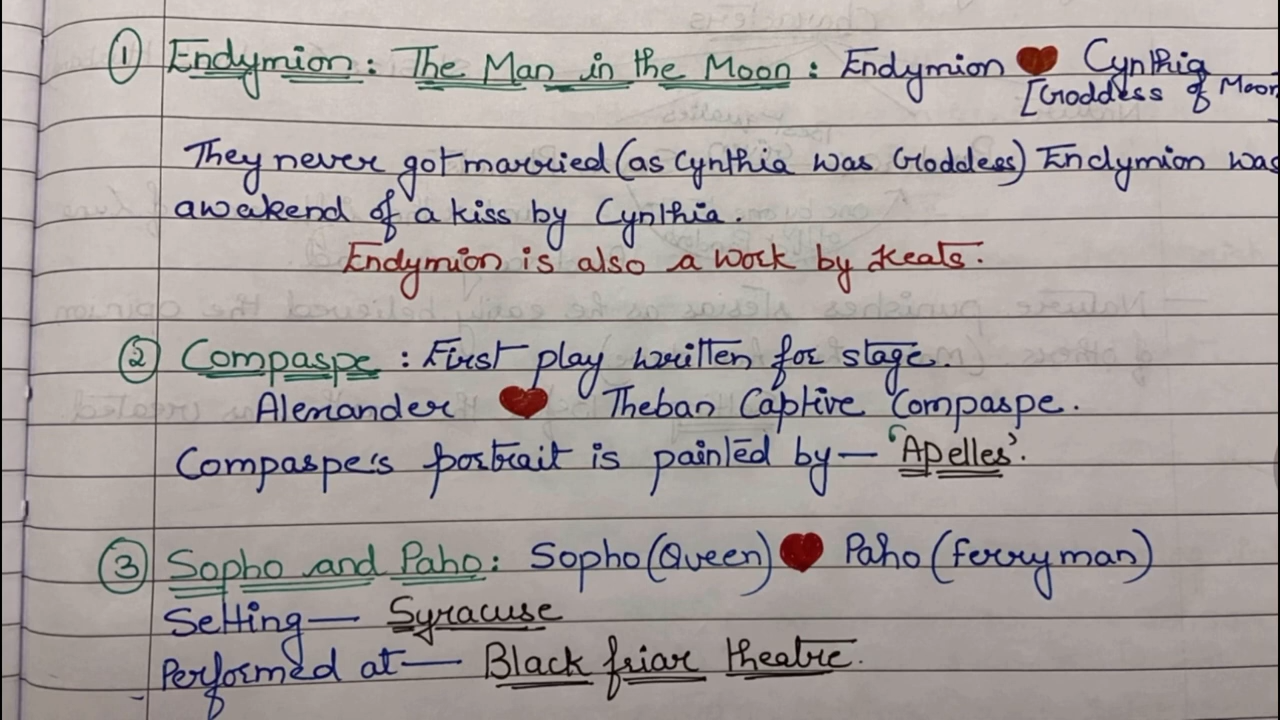 ① Endymion: The Man in the Moon: Endymion ❤ Cynthia
[Goddess of Moon
They never got married (as Cynthia was Goddess) Endymion was
awakend of a kiss by Cynthia.
Endymion is also a work by Keats.
② Compaspe: First play written for stage.
Alexander ❤ Theban Captive Compaspe.
Compaspe's portrait is painted by— 'Apelles'.
③ Sopho and Paho: Sopho (Queen) ❤ Paho (ferry man)
Setting— Syracuse
Performed at— Black friar theatre.